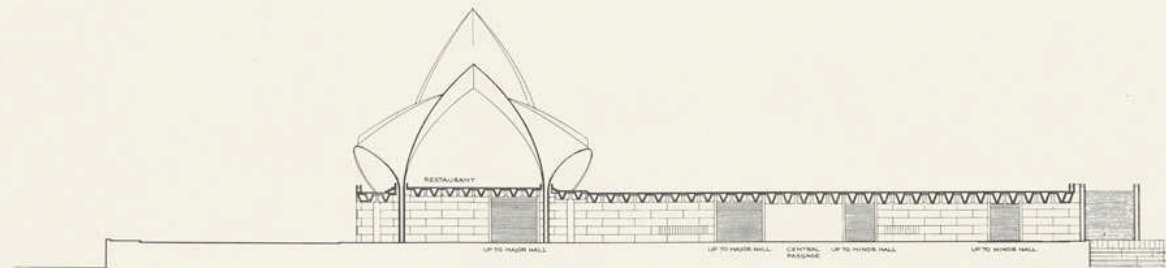 RESTAURANT
UP TO MAJOR HALL
UP TO MAJOR HALL
CENTRAL
PASSAGE
UP TO MINOR HALL
UP TO MINOR HALL